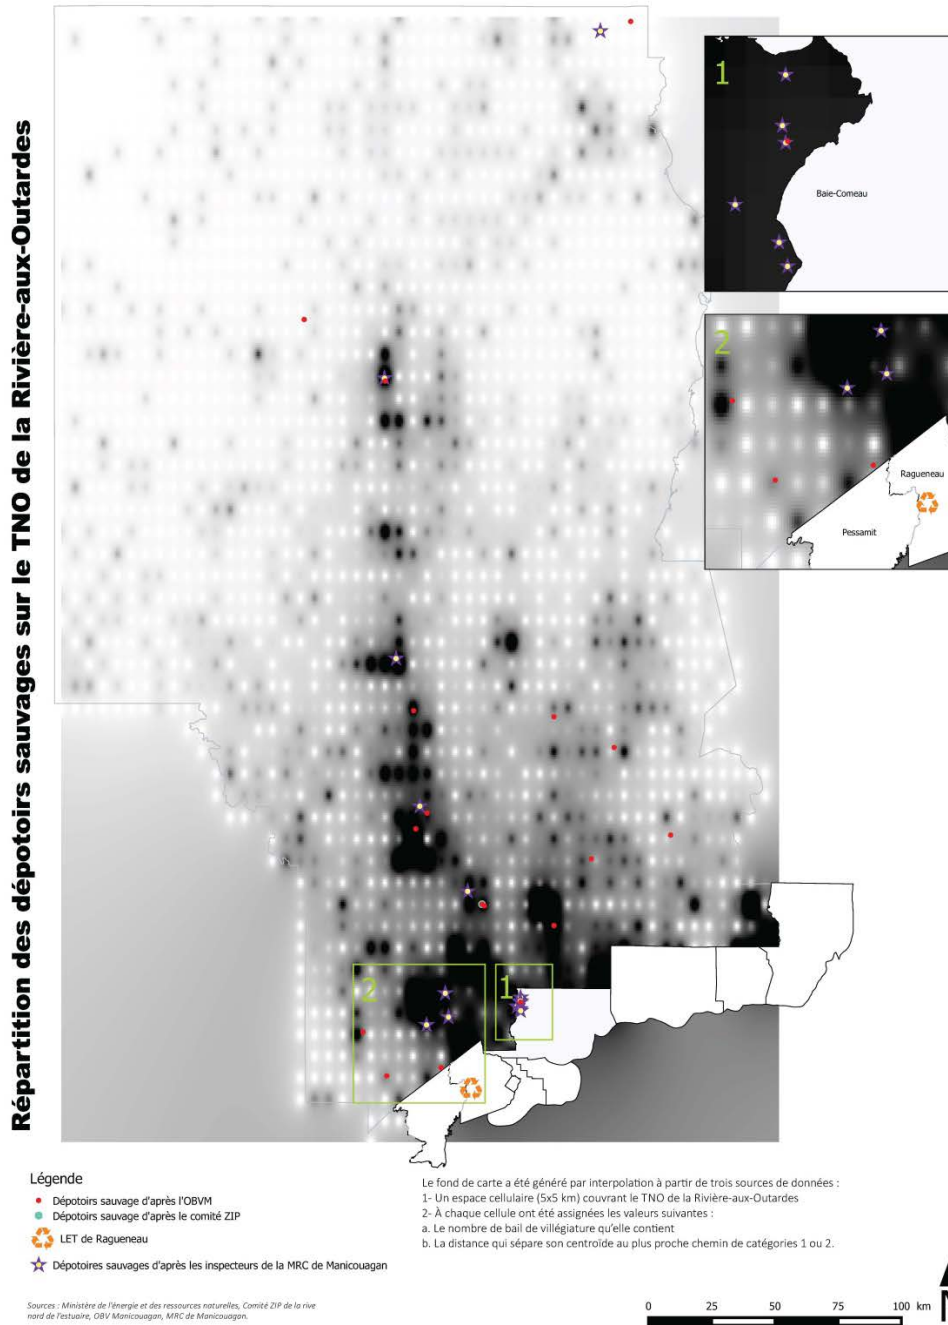 Répartition des dépotoirs sauvages sur le TNO de la Rivière-aux-Outardes
1
Baie-Comeau
2
Ragueneau
Pessamit
2
1
Légende
Dépotoirs sauvage d'après l'OBVM
Dépotoirs sauvage d'après le comité ZIP
LET de Ragueneau
Dépotoires sauvages d'après les inspecteurs de la MRC de Manicouagan
Le fond de carte a été généré par interpolation à partir de trois sources de données :
1- Un espace cellulaire (5x5 km) couvrant le TNO de la Rivière-aux-Outardes
2- À chaque cellule ont été assignées les valeurs suivantes :
a. Le nombre de bail de villégiature qu'elle contient
b. La distance qui sépare son centroïde au plus proche chemin de catégories 1 ou 2.
Sources : Ministère de l'énergie et des ressources naturelles, Comité ZIP de la rive
nord de l'estuaire, OBV Manicouagan, MRC de Manicouagan.
0 25 50 75 100 km
N